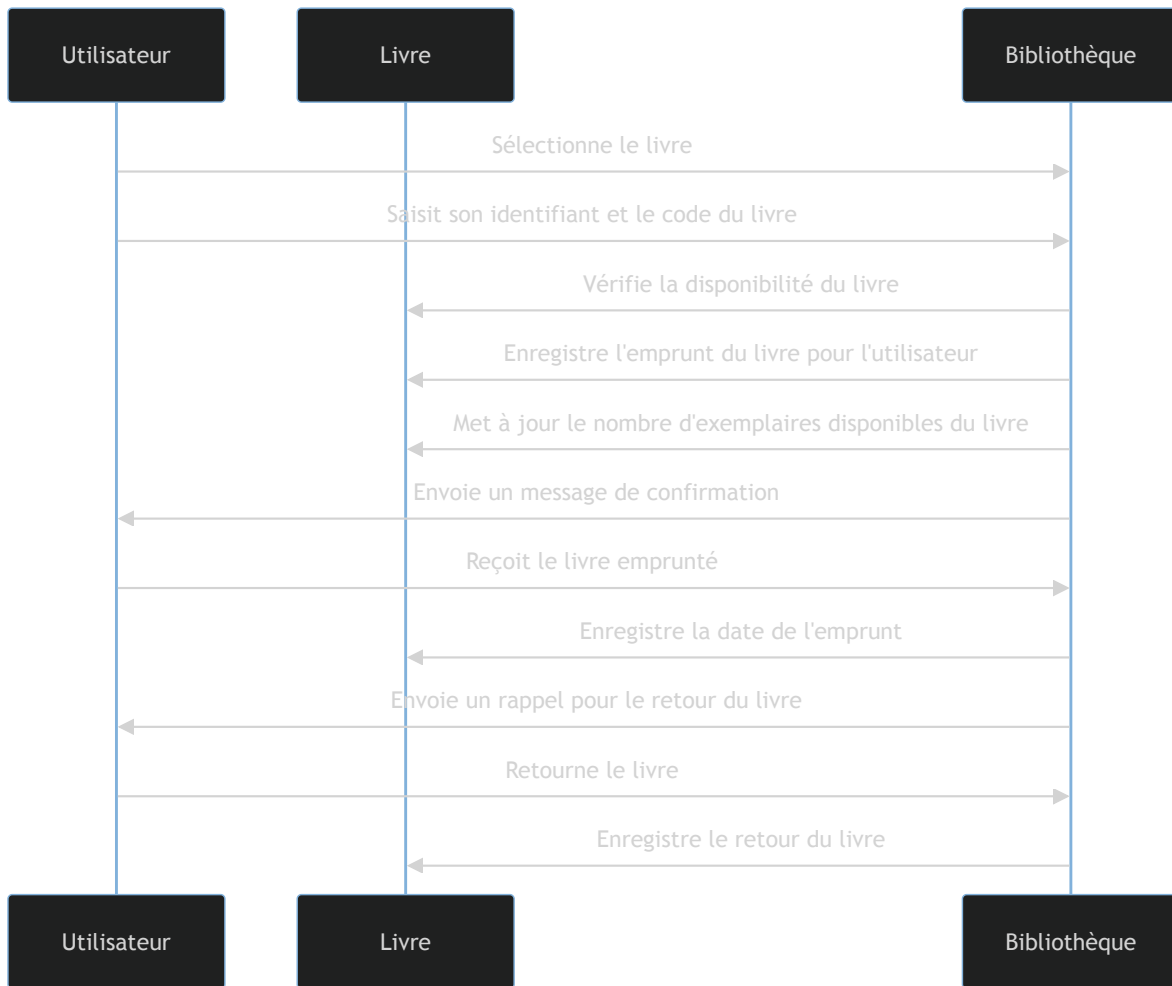 Utilisateur
Livre
Bibliothèque
Sélectionne le livre
Saisit son identifiant et le code du livre
Vérifie la disponibilité du livre
Enregistre l'emprunt du livre pour l'utilisateur
Met à jour le nombre d'exemplaires disponibles du livre
Envoie un message de confirmation
Reçoit le livre emprunté
Enregistre la date de l'emprunt
Envoie un rappel pour le retour du livre
Retourne le livre
Enregistre le retour du livre
Utilisateur
Livre
Bibliothèque